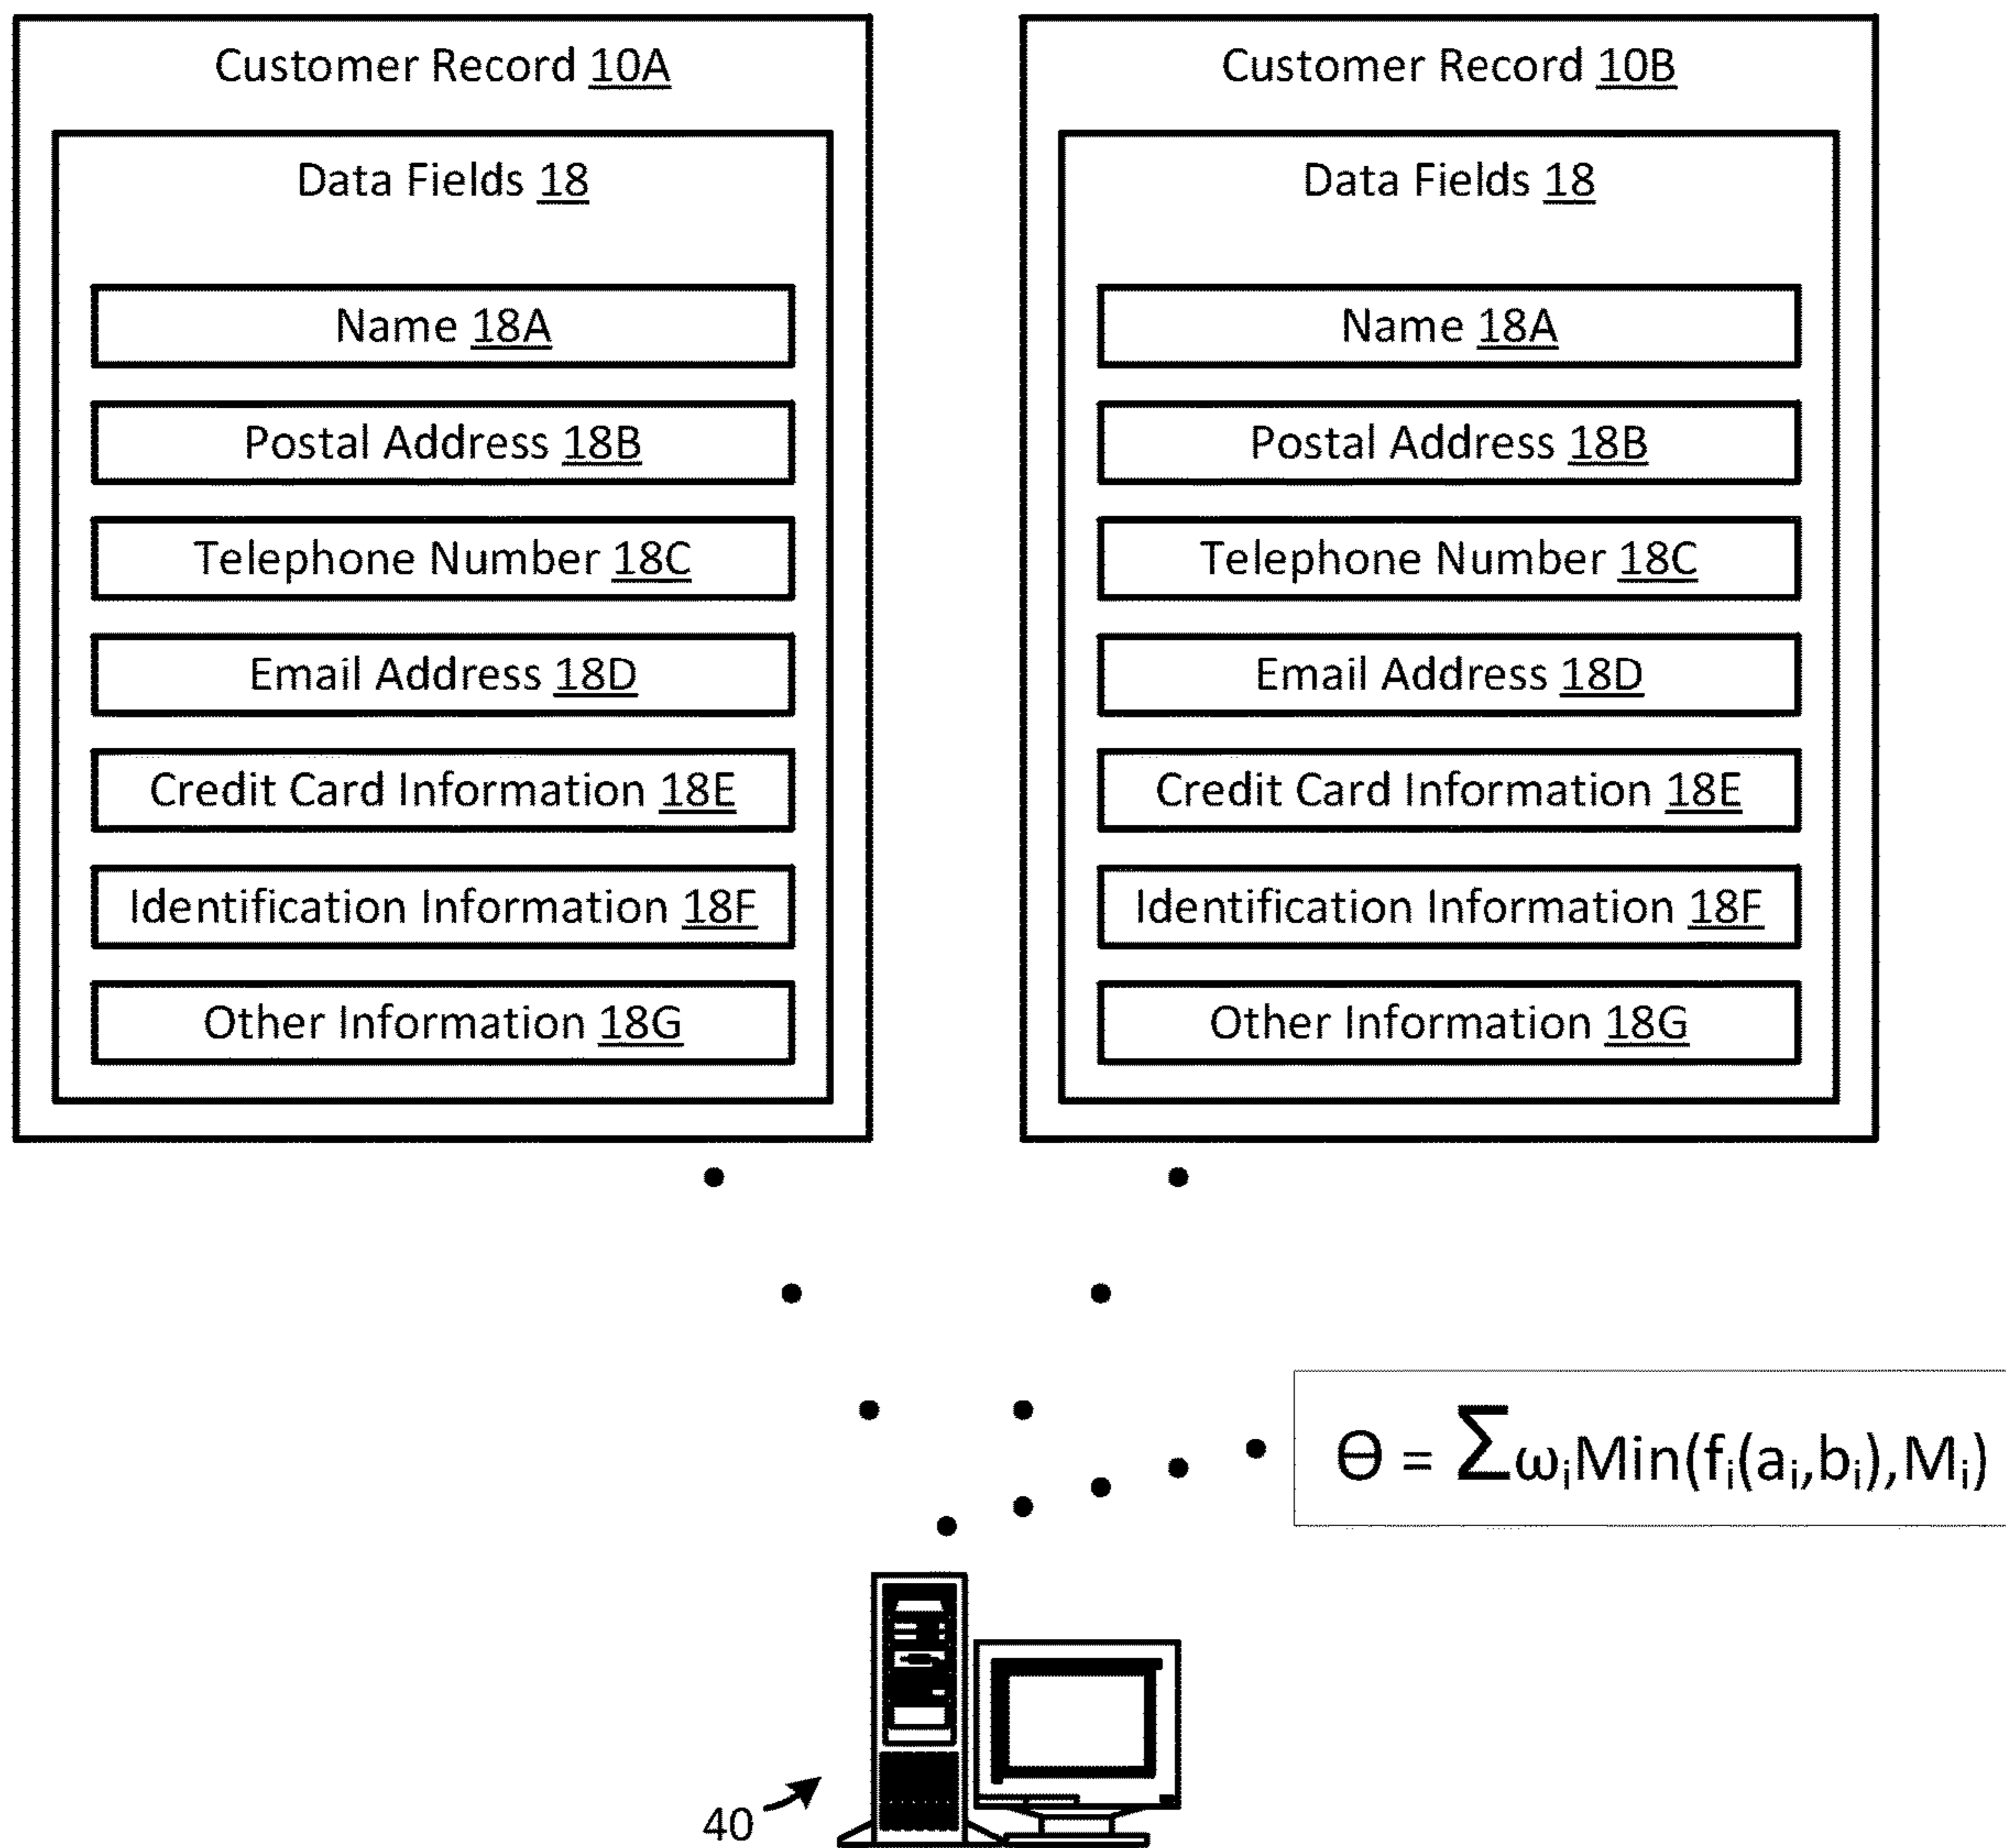 Customer Record 10A
Data Fields 18
Name 18A
Postal Address 18B
Telephone Number 18C
Email Address 18D
Credit Card Information 18E
Identification Information 18F
Other Information 18G
Customer Record 10B
Data Fields 18
Name 18A
Postal Address 18B
Telephone Number 18C
Email Address 18D
Credit Card Information 18E
Identification Information 18F
Other Information 18G
ϴ = ∑ωᵢMin(fᵢ(aᵢ,bᵢ),Mᵢ)
40